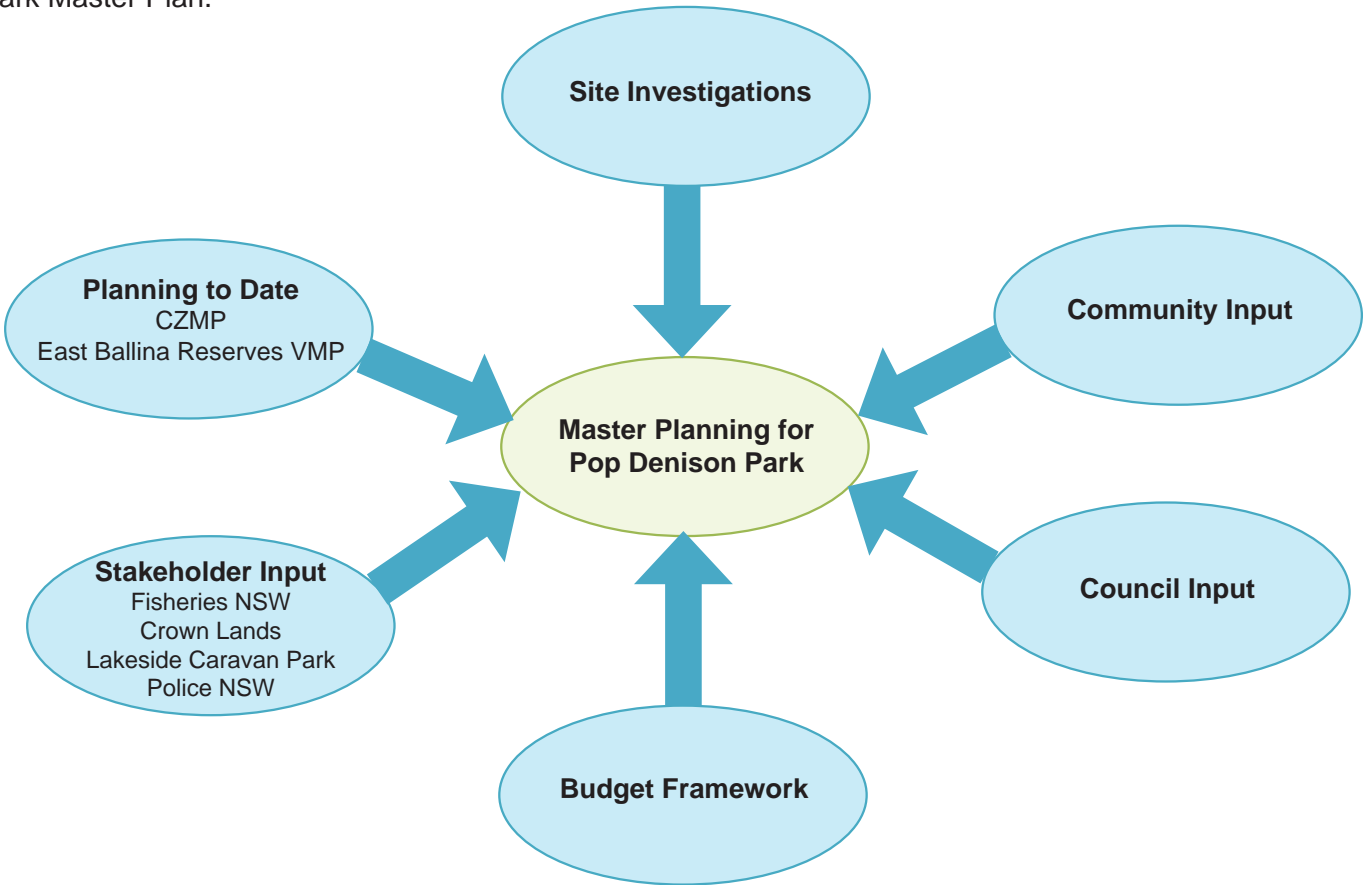 ark Master Plan.
Site Investigations
Planning to Date
CZMP
East Ballina Reserves VMP
Community Input
Master Planning for
Pop Denison Park
Stakeholder Input
Fisheries NSW
Crown Lands
Lakeside Caravan Park
Police NSW
Council Input
Budget Framework